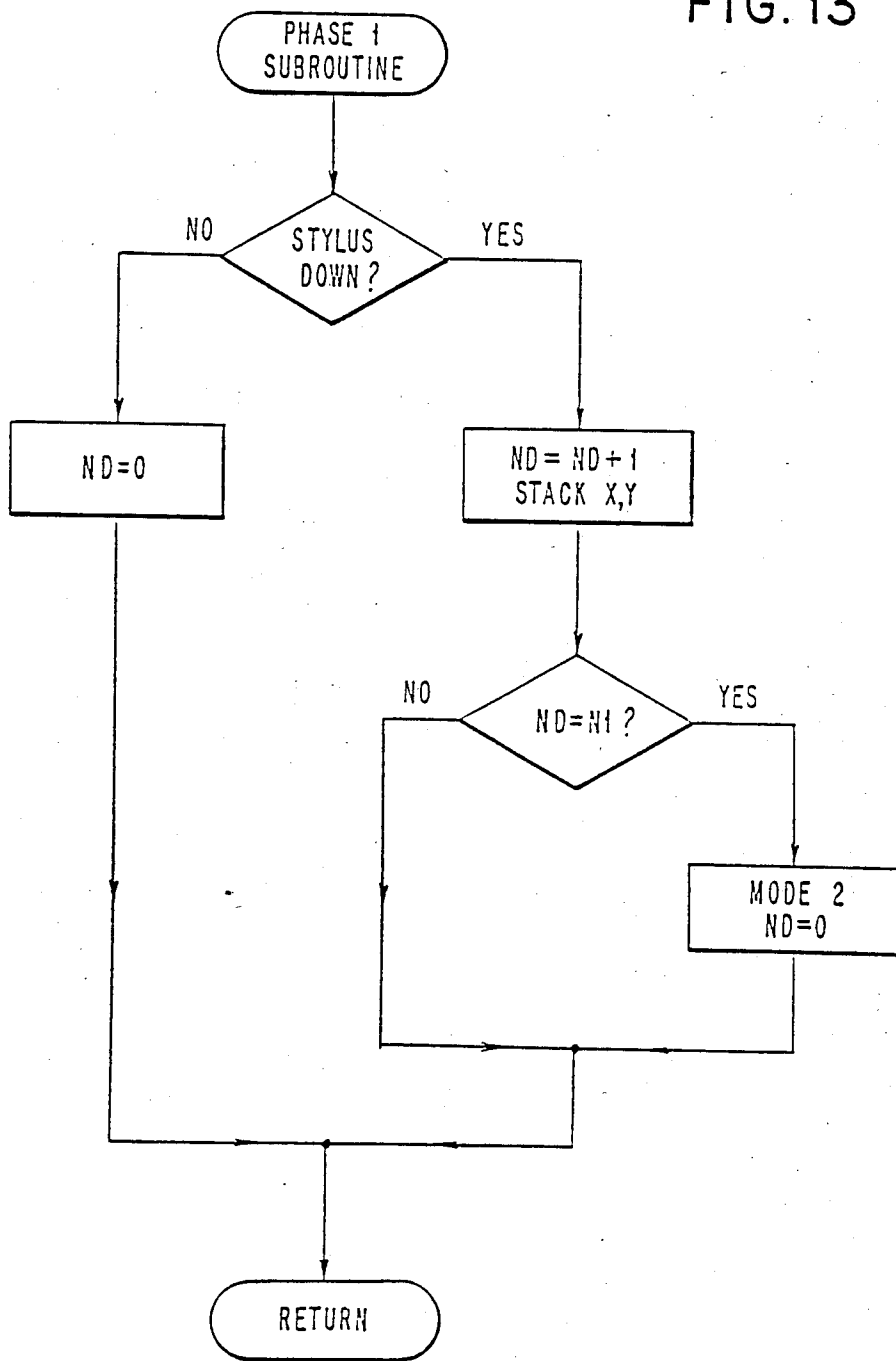 FIG. 13
PHASE 1
SUBROUTINE
NO
STYLUS
DOWN?
YES
ND=0
ND=ND+1
STACK X,Y
NO
ND=N1?
YES
MODE 2
ND=0
RETURN